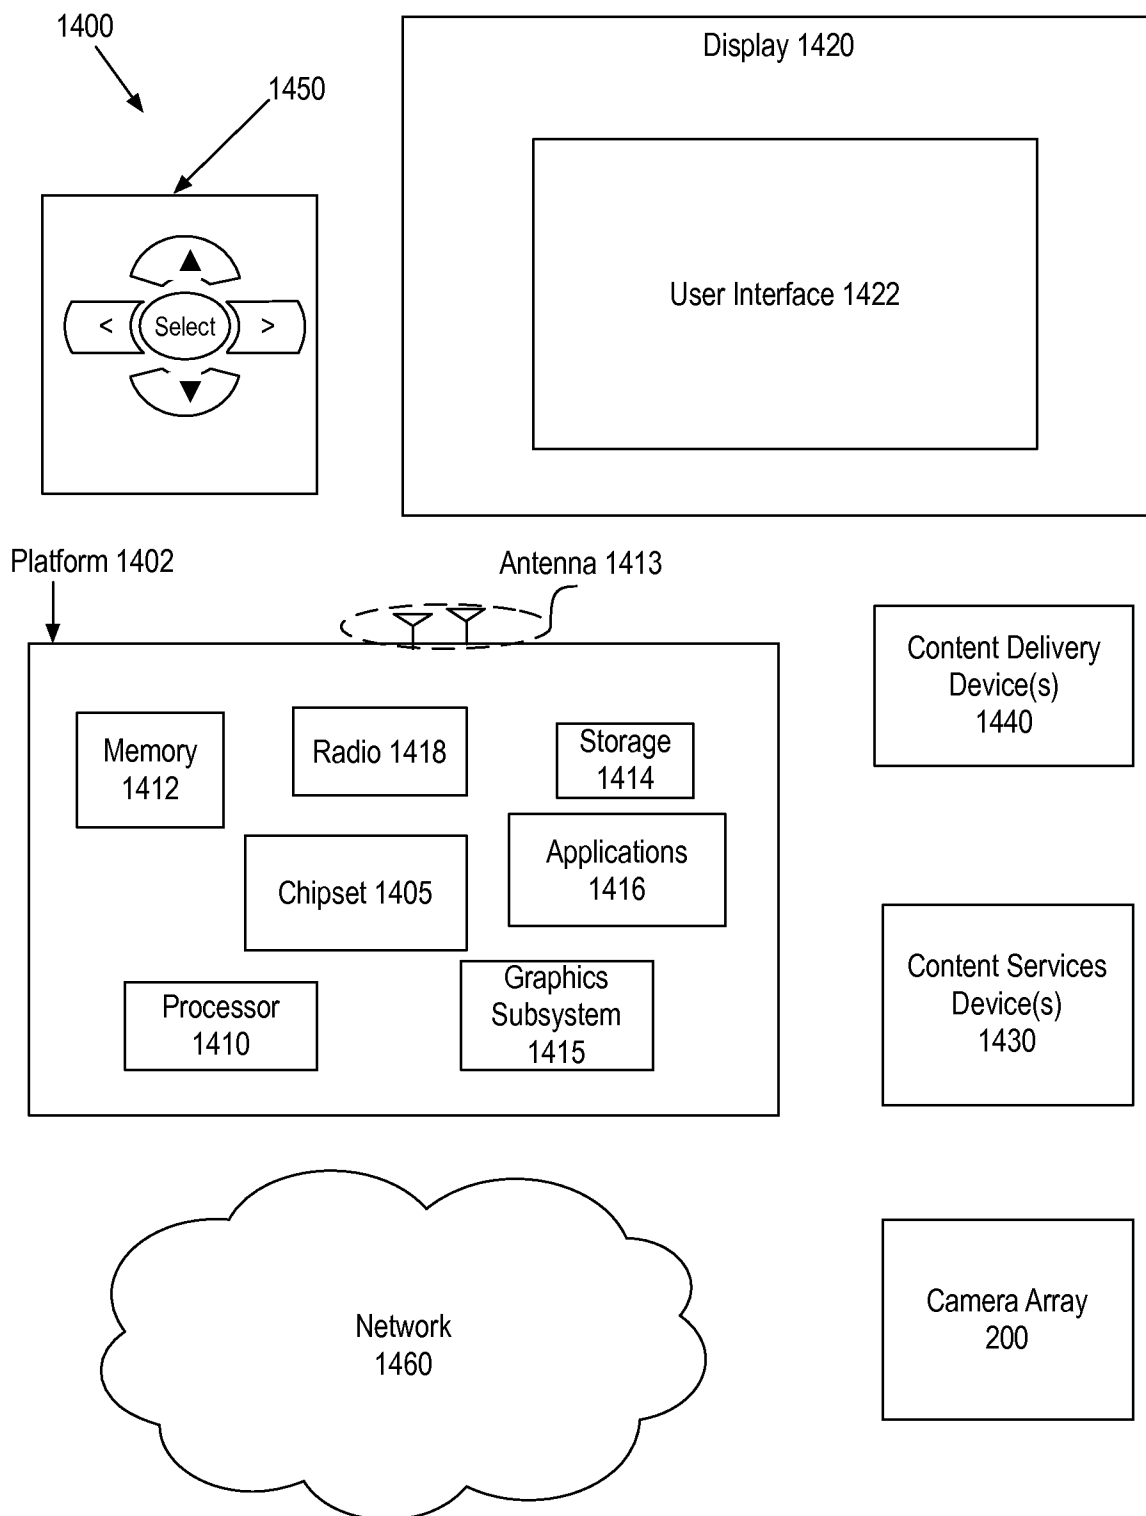 1400
1450
Display 1420
User Interface 1422
<
Select
>
Platform 1402
Antenna 1413
Memory
1412
Radio 1418
Storage
1414
Chipset 1405
Applications
1416
Processor
1410
Graphics
Subsystem
1415
Content Delivery
Device(s)
1440
Content Services
Device(s)
1430
Camera Array
200
Network
1460